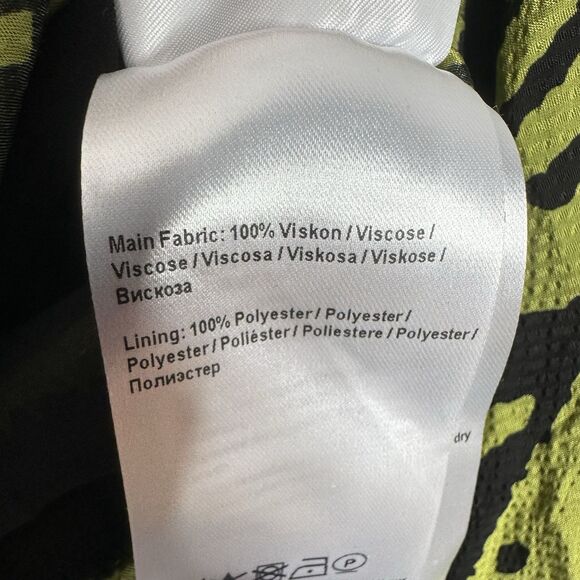 Main Fabric: 100% Viskon / Viscose /
Viscose / Viscosa / Viskosa / Viskose /
Вискоза
Lining: 100% Polyester / Polyester /
Polyester / Poliéster / Poliestere / Polyester /
Полиэстер
dry
P